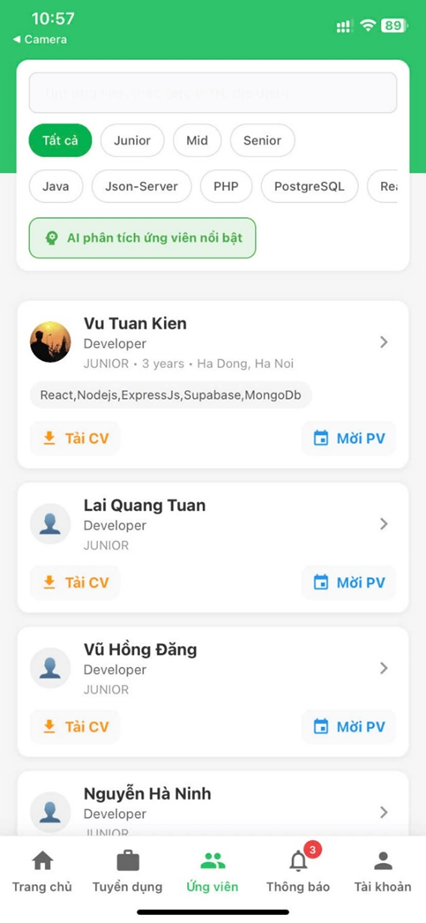 10:57
89
◀ Camera
Tất cả
Junior
Mid
Senior
Java
Json-Server
PHP
PostgreSQL
AI phân tích ứng viên nổi bật
Vu Tuan Kien
Developer
JUNIOR • 3 years • Ha Dong, Ha Noi
React,Nodejs,ExpressJs,Supabase,MongoDb
Tải CV
Mời PV
Lai Quang Tuan
Developer
JUNIOR
Tải CV
Mời PV
Vũ Hồng Đăng
Developer
JUNIOR
Tải CV
Mời PV
Nguyễn Hà Ninh
Developer
JUNIOR
3
Trang chủ
Tuyển dụng
Ứng viên
Thông báo
Tài khoản